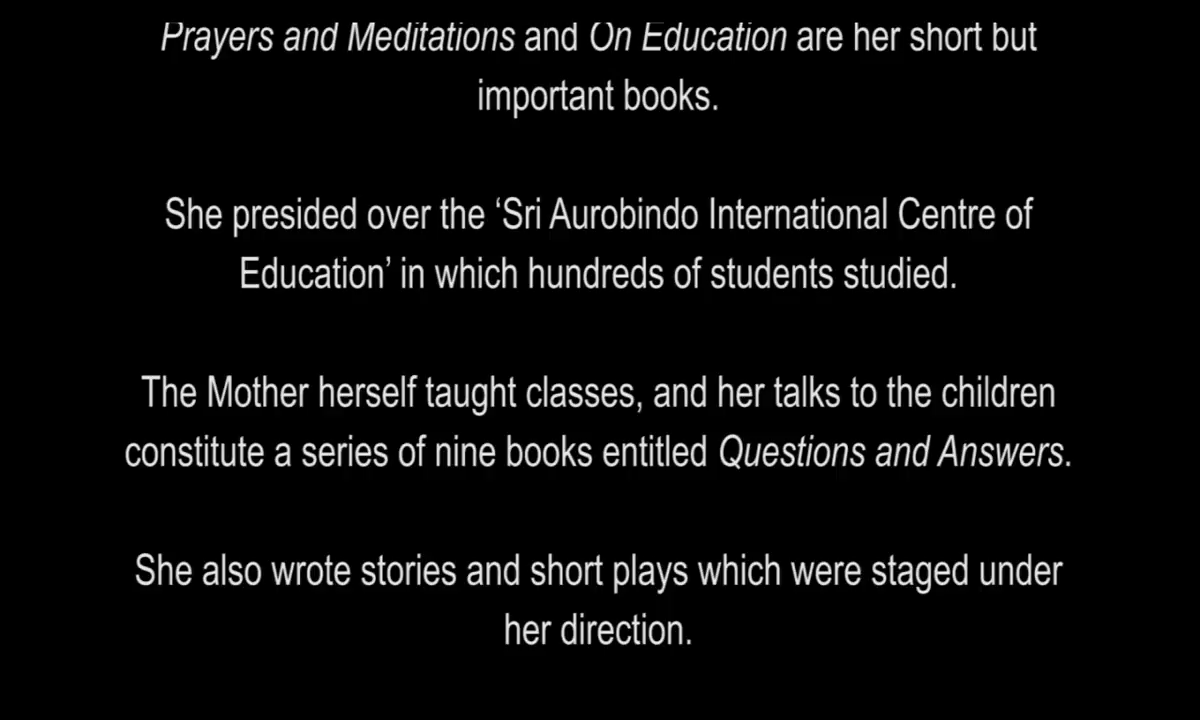 Prayers and Meditations and On Education are her short but
important books.
She presided over the ‘Sri Aurobindo International Centre of
Education’ in which hundreds of students studied.
The Mother herself taught classes, and her talks to the children
constitute a series of nine books entitled Questions and Answers.
She also wrote stories and short plays which were staged under
her direction.